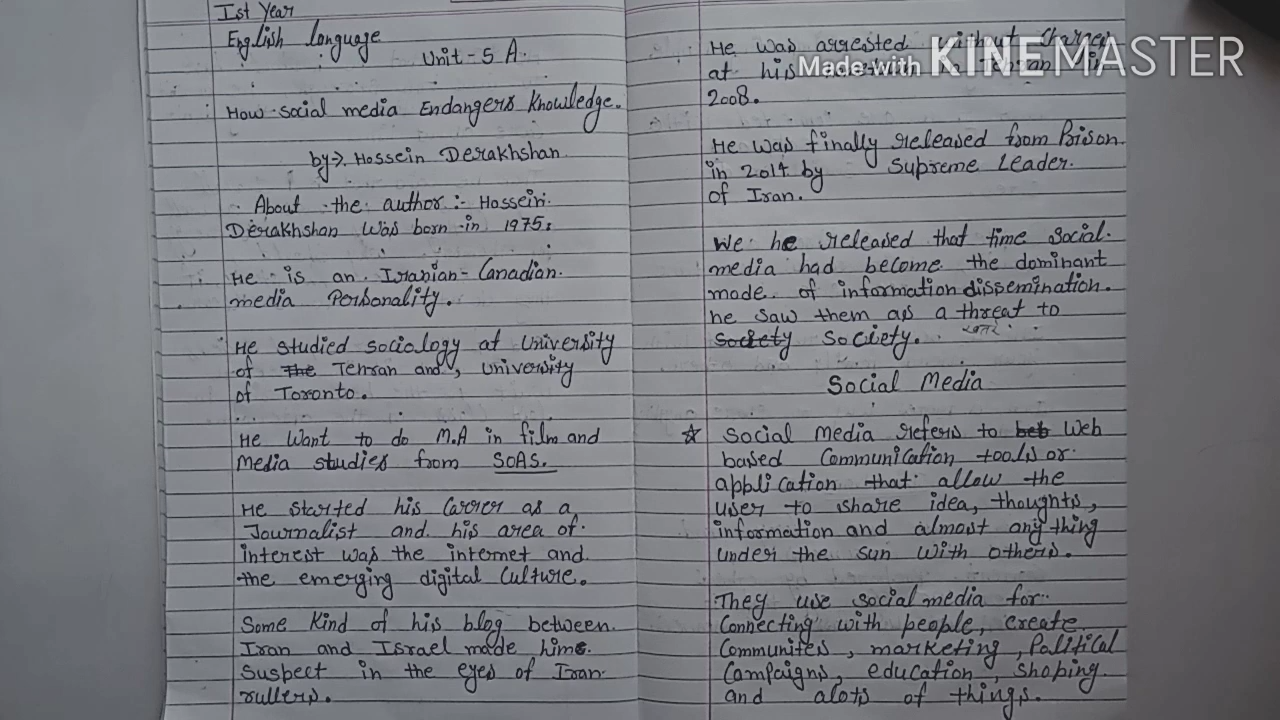 Ist Year
English language
Unit - 5 A.
How social media Endangers Knowledge.
by→ Hossein Derakhshan
About the author :- Hossein
Derakhshan was born in 1975.
He is an Iranian-Canadian
media Personality.
He studied sociology at University
of The Tehran and, university
of Toronto.
He want to do M.A in film and
Media studies from SOAS.
He started his Carrer as a
Journalist and his area of
interest was the internet and
the emerging digital Culture.
Some Kind of his blog between
Iran and Israel made him
Suspect in the eyes of Iran
rullers.
He was arrested without Charges
at his in
2008.
He was finally released from Prison
in 2014 by Supreme Leader
of Iran.
We he released that time Social
media had become the dominant
mode of information dissemination.
he saw them as a threat to
society Society.
Social Media
☆ Social Media refers to Web
based Communication tools or
application that allow the
user to share idea, thoughts,
information and almost any thing
under the sun with others.
They use social media for
Connecting with people, create
Communites, marketing, Political
Campaigns, education, shoping
and alots of things.
Made With KINEMASTER